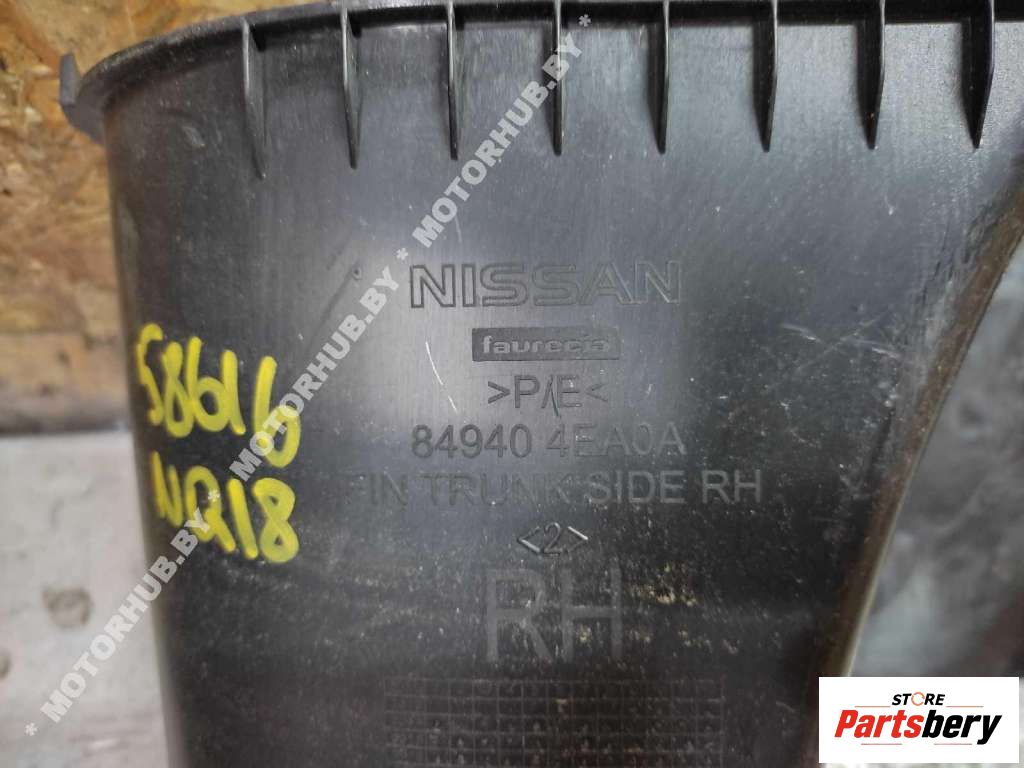 NISSAN
faurecia
>P/E<
84940 4EA0A
FIN TRUNK SIDE RH
<2>
RH
58616
NQ18
* MOTORHUB.BY * MOTORHUB.BY * MOTORHUB.BY *
STORE
Partsbery